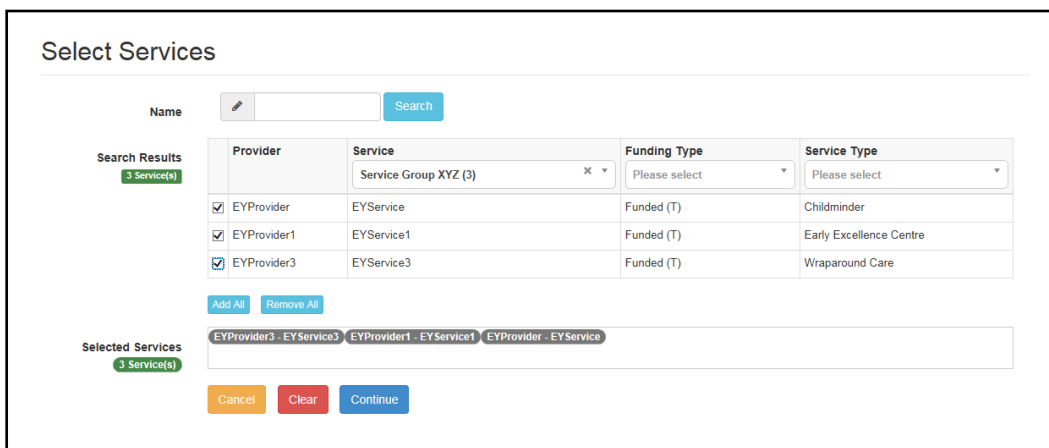 Select Services
Name
Search
Search Results
3 Service(s)
Provider Service Funding Type Service Type
Service Group XYZ (3) Please select Please select
EYProvider EYService Funded (T) Childminder
EYProvider1 EYService1 Funded (T) Early Excellence Centre
EYProvider3 EYService3 Funded (T) Wraparound Care
Add All Remove All
Selected Services
3 Service(s)
EYProvider3 - EYService3 EYProvider1 - EYService1 EYProvider - EYService
Cancel Clear Continue